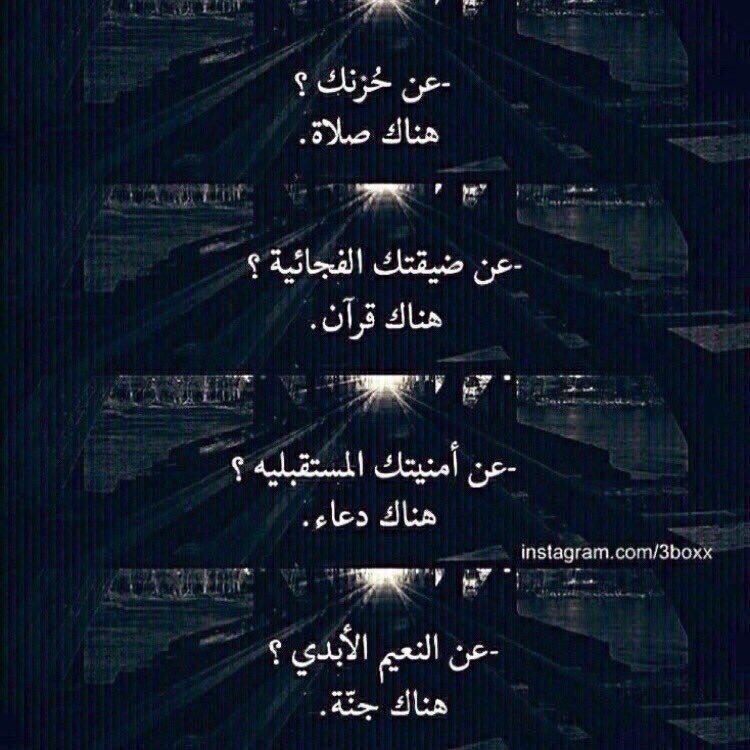 -عن حُزنك ؟
هناك صلاة.
-عن ضيقتك الفجائية ؟
هناك قرآن.
-عن أمنيتك المستقبليه ؟
هناك دعاء.
instagram.com/3boxx
-عن النعيم الأبدي ؟
هناك جنّة.